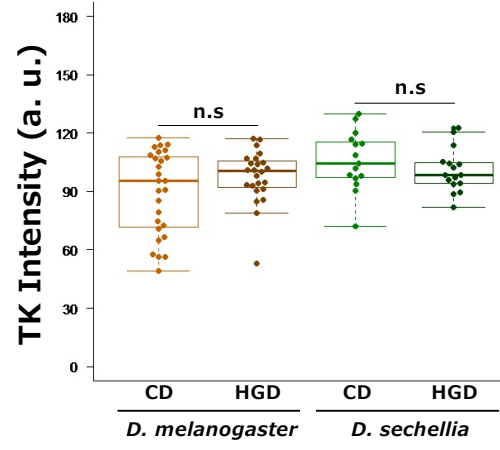 TK Intensity (a. u.)
180
150
120
90
60
30
0
n.s
n.s
CD HGD CD HGD
D. melanogaster D. sechellia